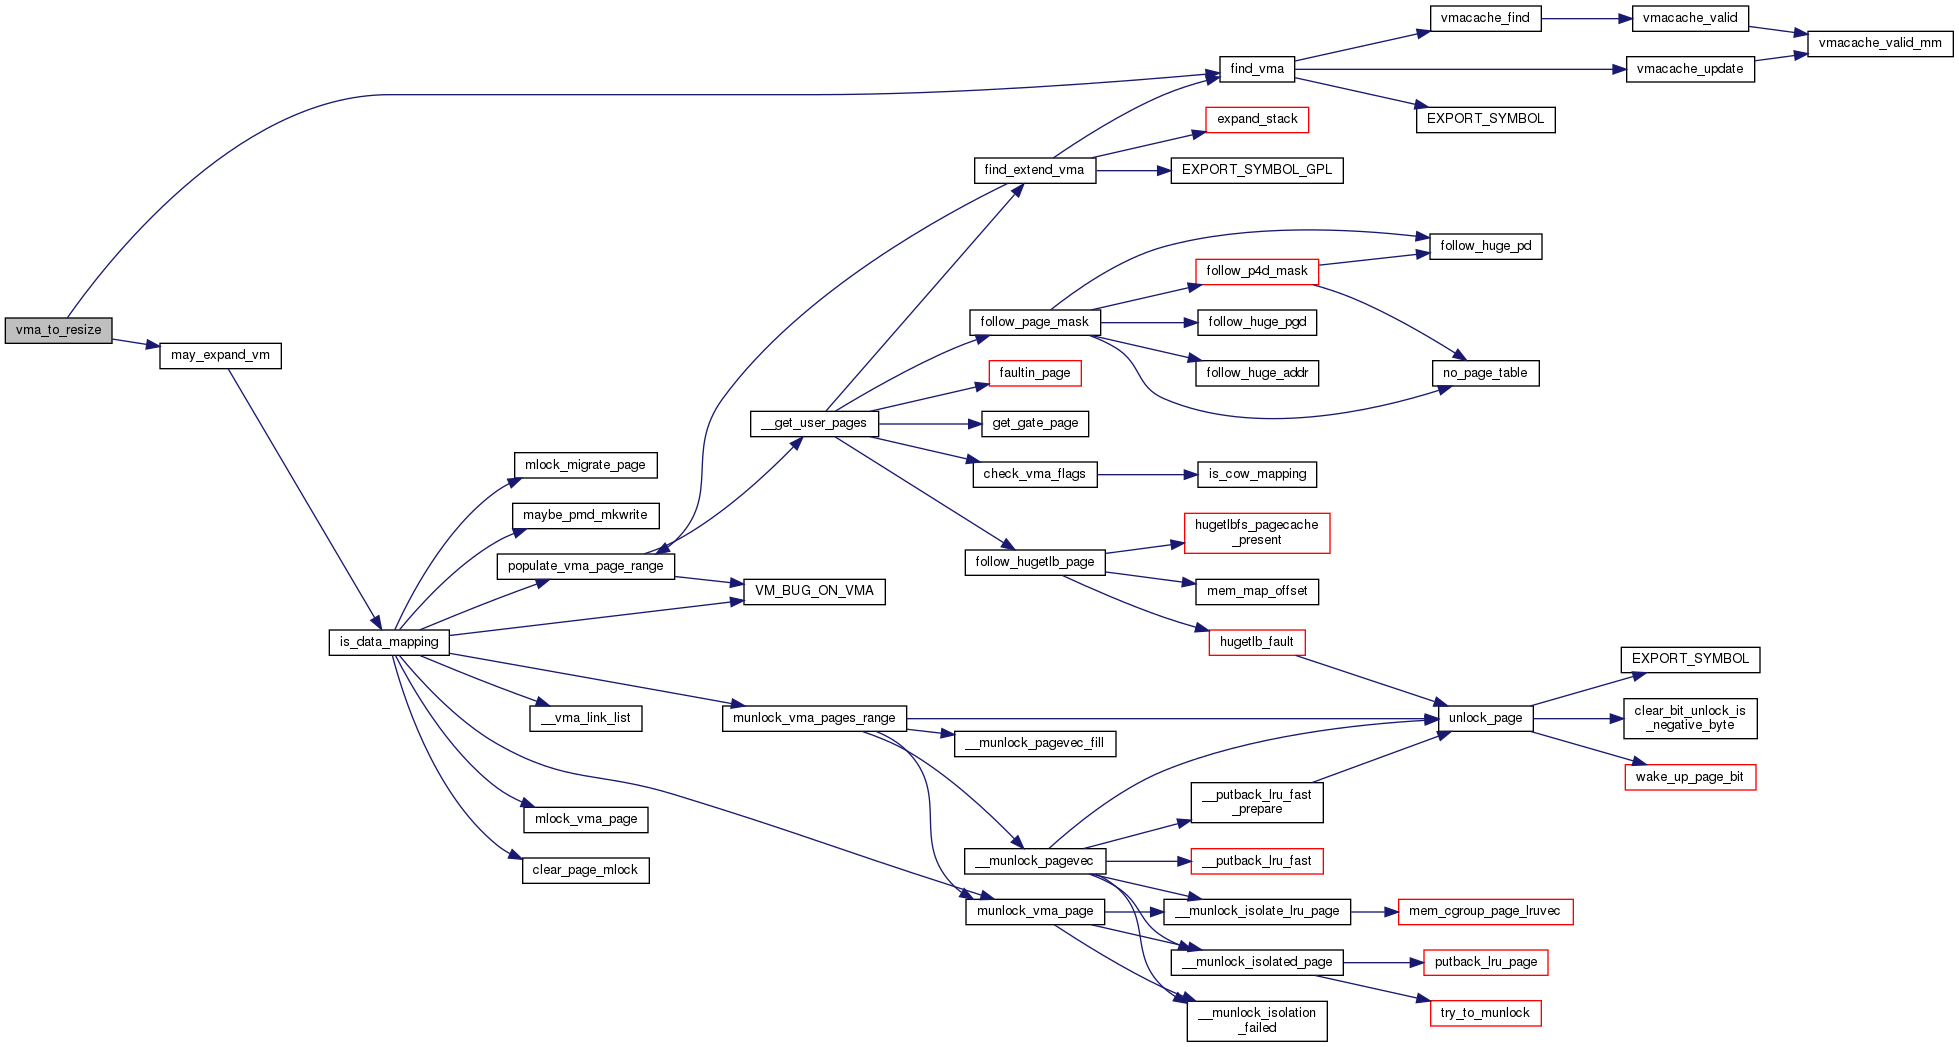 vma_to_resize
may_expand_vm
is_data_mapping
mlock_migrate_page
maybe_pmd_mkwrite
populate_vma_page_range
VM_BUG_ON_VMA
__vma_link_list
mlock_vma_page
clear_page_mlock
__get_user_pages
munlock_vma_pages_range
find_extend_vma
follow_page_mask
faultin_page
get_gate_page
check_vma_flags
follow_hugetlb_page
__munlock_pagevec_fill
__munlock_pagevec
munlock_vma_page
find_vma
expand_stack
EXPORT_SYMBOL_GPL
follow_p4d_mask
follow_huge_pgd
follow_huge_addr
is_cow_mapping
hugetlbfs_pagecache
_present
mem_map_offset
hugetlb_fault
__putback_lru_fast
_prepare
__putback_lru_fast
__munlock_isolate_lru_page
__munlock_isolated_page
__munlock_isolation
_failed
vmacache_find
EXPORT_SYMBOL
follow_huge_pd
no_page_table
unlock_page
mem_cgroup_page_lruvec
putback_lru_page
try_to_munlock
vmacache_valid
vmacache_update
EXPORT_SYMBOL
clear_bit_unlock_is
_negative_byte
wake_up_page_bit
vmacache_valid_mm